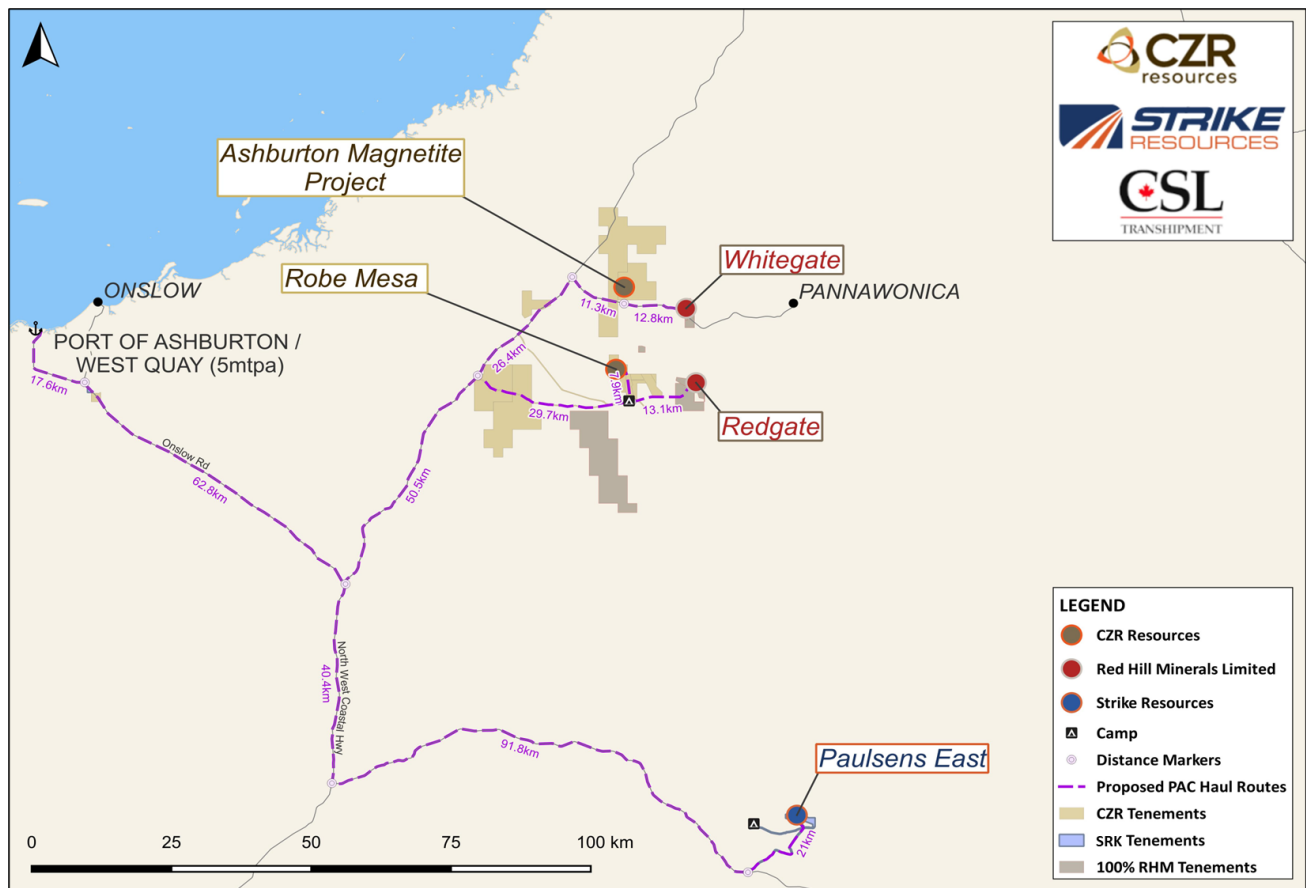 CZR
resources
STRIKE
RESOURCES
CSL
TRANSHIPMENT
Ashburton Magnetite
Project
Whitegate
Robe Mesa
ONSLOW
PANNAWONICA
PORT OF ASHBURTON /
WEST QUAY (5mtpa)
11.3km
12.8km
26.4km
17.6km
7.9km
29.7km
13.1km
Redgate
Onslow Rd
62.8km
50.5km
North West Coastal Hwy
40.4km
91.8km
Paulsens East
21km
0 25 50 75 100 km
LEGEND
CZR Resources
Red Hill Minerals Limited
Strike Resources
Camp
Distance Markers
Proposed PAC Haul Routes
CZR Tenements
SRK Tenements
100% RHM Tenements